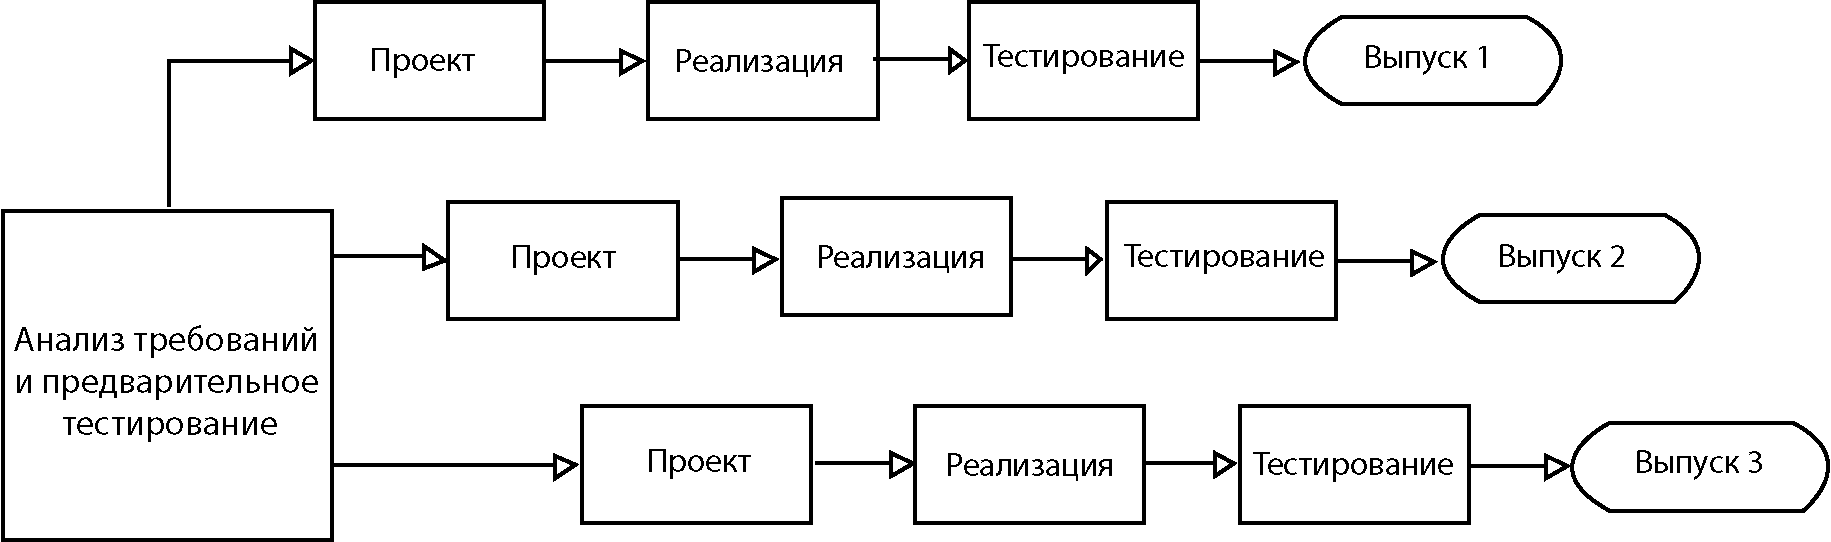 Проект
Реализация
Тестирование
Выпуск 1
Проект
Реализация
Тестирование
Выпуск 2
Анализ требований
и предварительное
тестирование
Проект
Реализация
Тестирование
Выпуск 3